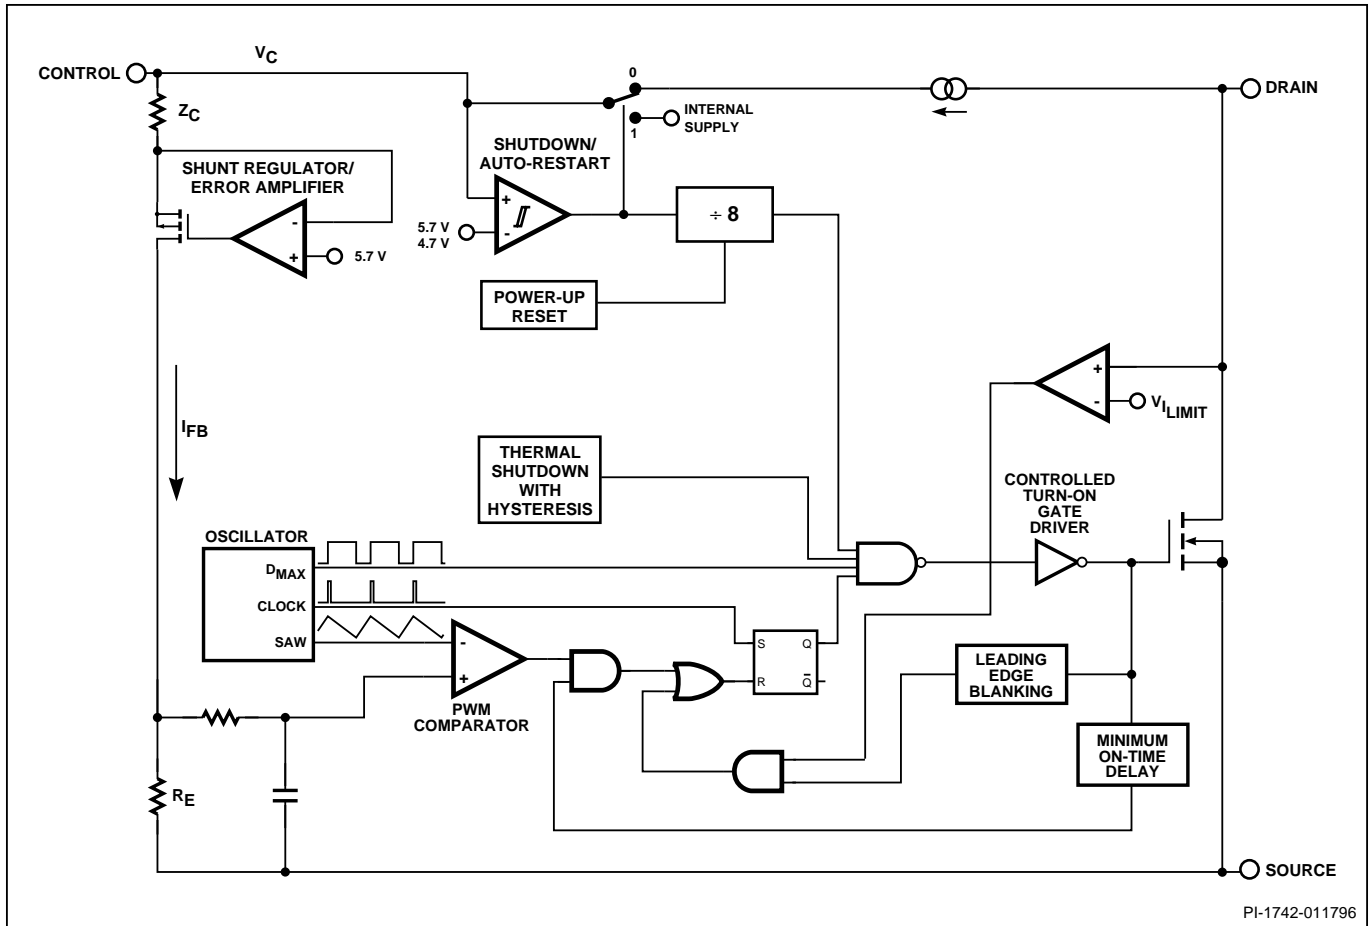 V_C
CONTROL
Z_C
0
DRAIN
INTERNAL
SUPPLY
1
SHUTDOWN/
AUTO-RESTART
SHUNT REGULATOR/
ERROR AMPLIFIER
-
+
5.7 V
+
-
5.7 V
4.7 V
÷ 8
POWER-UP
RESET
+
-
V_I_LIMIT
I_FB
THERMAL
SHUTDOWN
WITH
HYSTERESIS
CONTROLLED
TURN-ON
GATE
DRIVER
OSCILLATOR
D_MAX
CLOCK
SAW
-
+
PWM
COMPARATOR
S
Q
R
Q̅
LEADING
EDGE
BLANKING
MINIMUM
ON-TIME
DELAY
R_E
SOURCE
PI-1742-011796